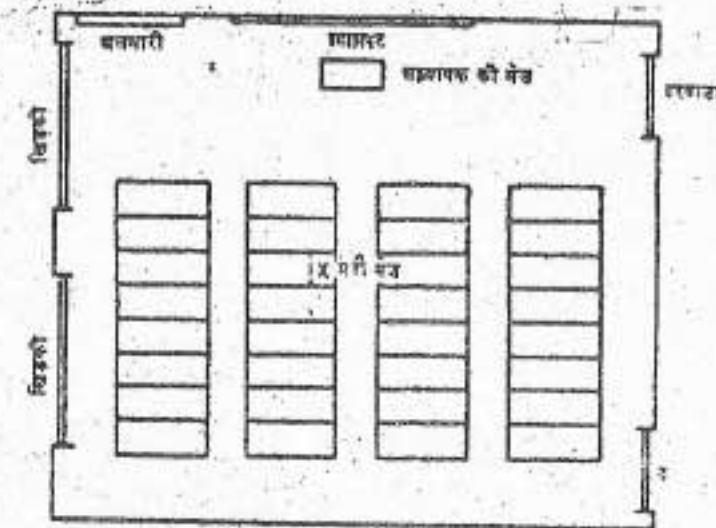 अलमारी
श्यामपट
अध्यापक की मेज
दरवाजा
खिड़की
मेरी मेज
खिड़की